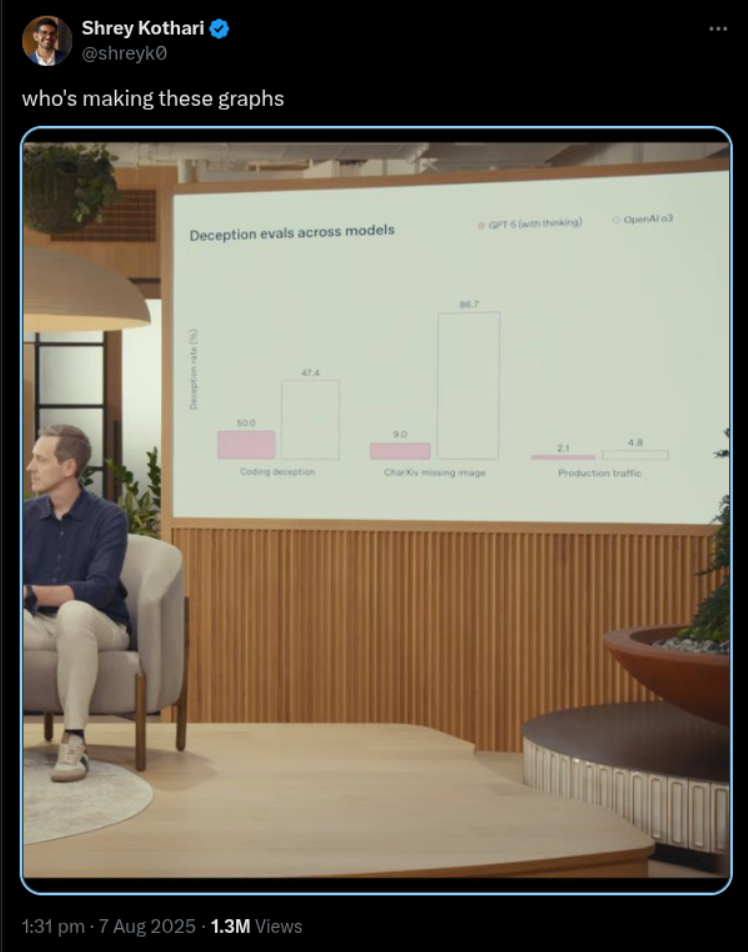 Shrey Kothari
@shreyk0
who's making these graphs
Deception evals across models
GPT-5 (with thinking)
OpenAI o3
Deception rate (%)
50.0
47.4
9.0
86.7
2.1
4.8
Coding deception
CharXiv missing image
Production traffic
1:31 pm · 7 Aug 2025 · 1.3M Views